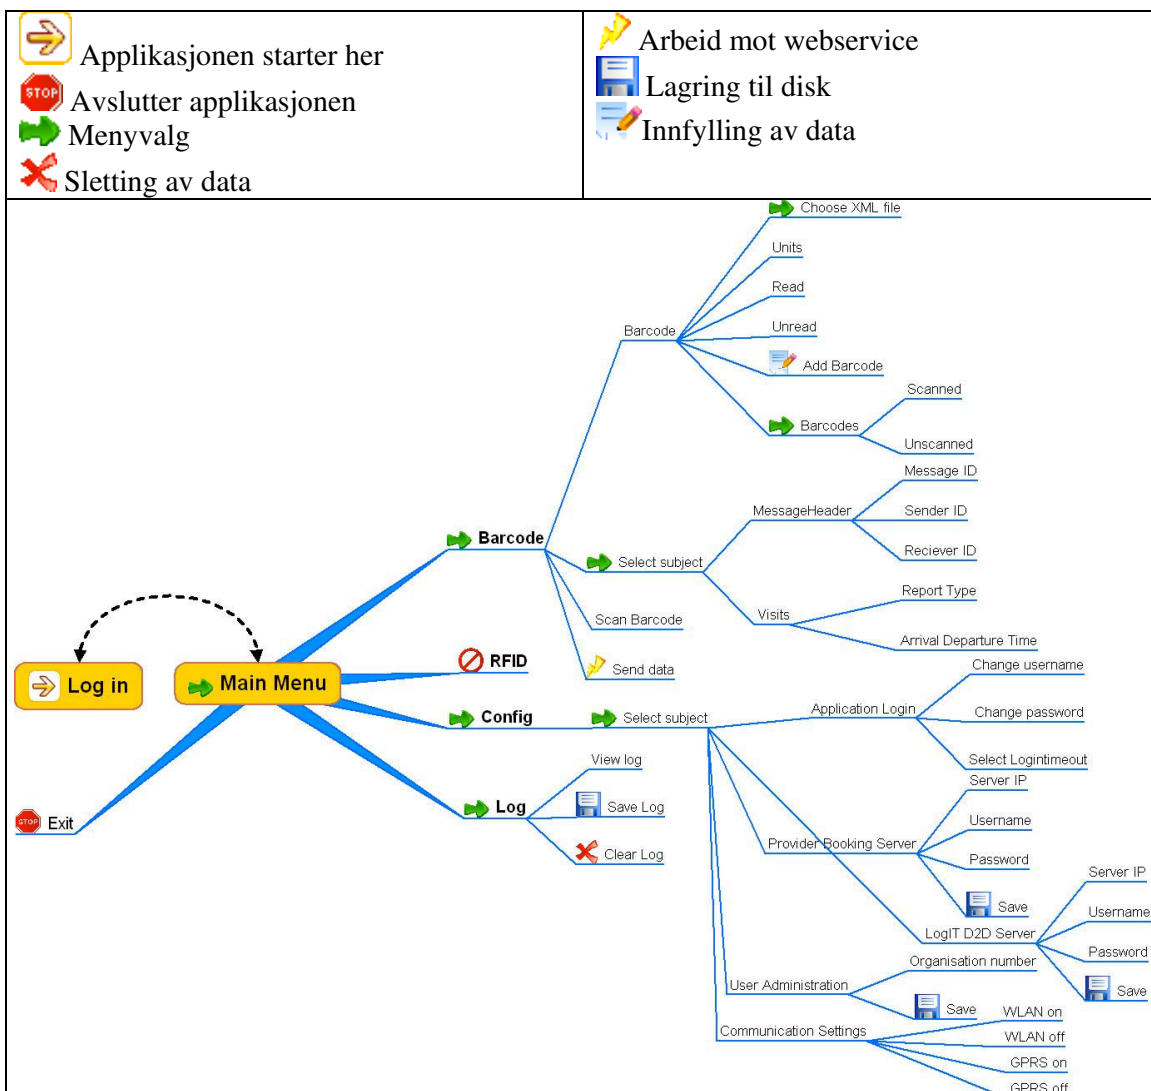 Applikasjonen starter her
STOP Avslutter applikasjonen
Menyvalg
Sletting av data
Arbeid mot webservice
Lagring til disk
Innfylling av data
Choose XML file
Units
Read
Unread
Add Barcode
Barcodes
Scanned
Unscanned
Barcode
Message ID
Sender ID
Reciever ID
MessageHeader
Barcode
Select subject
Report Type
Visits
Arrival Departure Time
Scan Barcode
Send data
RFID
Log in
Main Menu
Config
Select subject
Application Login
Change username
Change password
Select Logintimeout
View log
Log
Save Log
Clear Log
STOP Exit
Server IP
Username
Provider Booking Server
Password
Save
Server IP
Username
LogIT D2D Server
Password
Save
Organisation number
User Administration
Save
Communication Settings
WLAN on
WLAN off
GPRS on
GPRS off